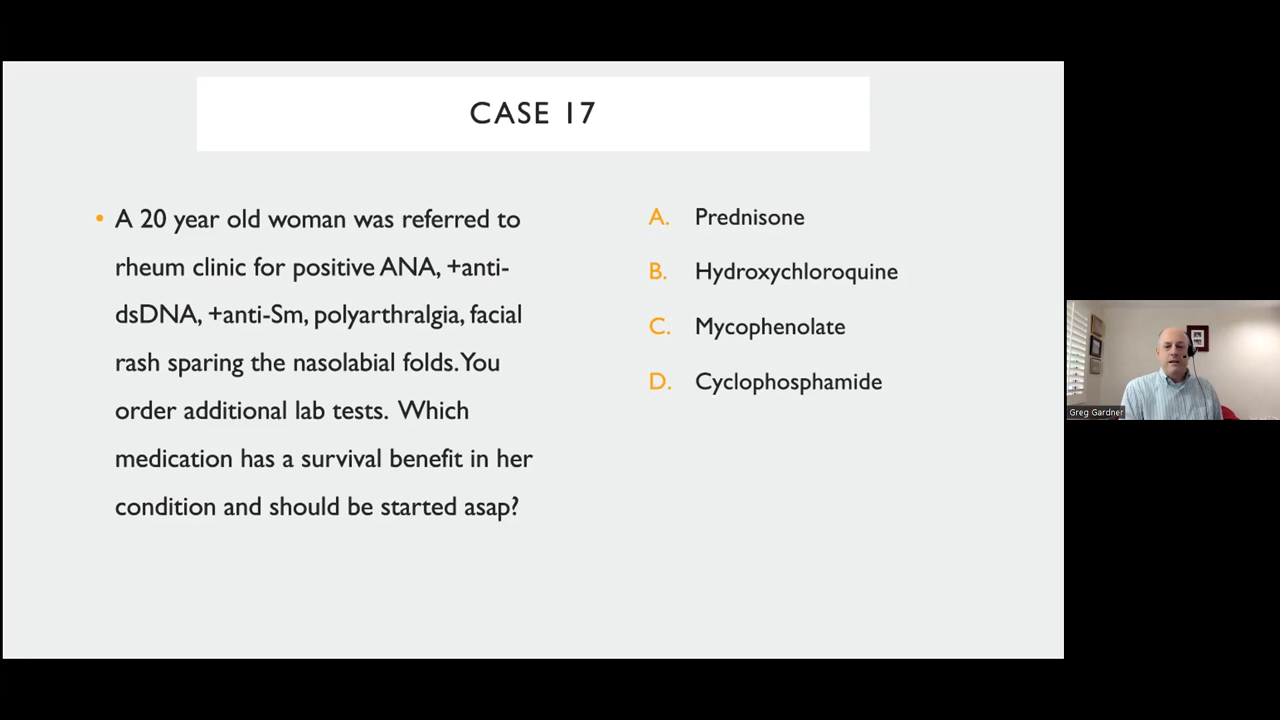 CASE 17
• A 20 year old woman was referred to
rheum clinic for positive ANA, +anti-
dsDNA, +anti-Sm, polyarthralgia, facial
rash sparing the nasolabial folds. You
order additional lab tests.  Which
medication has a survival benefit in her
condition and should be started asap?
A. Prednisone
B. Hydroxychloroquine
C. Mycophenolate
D. Cyclophosphamide
Greg Gardner